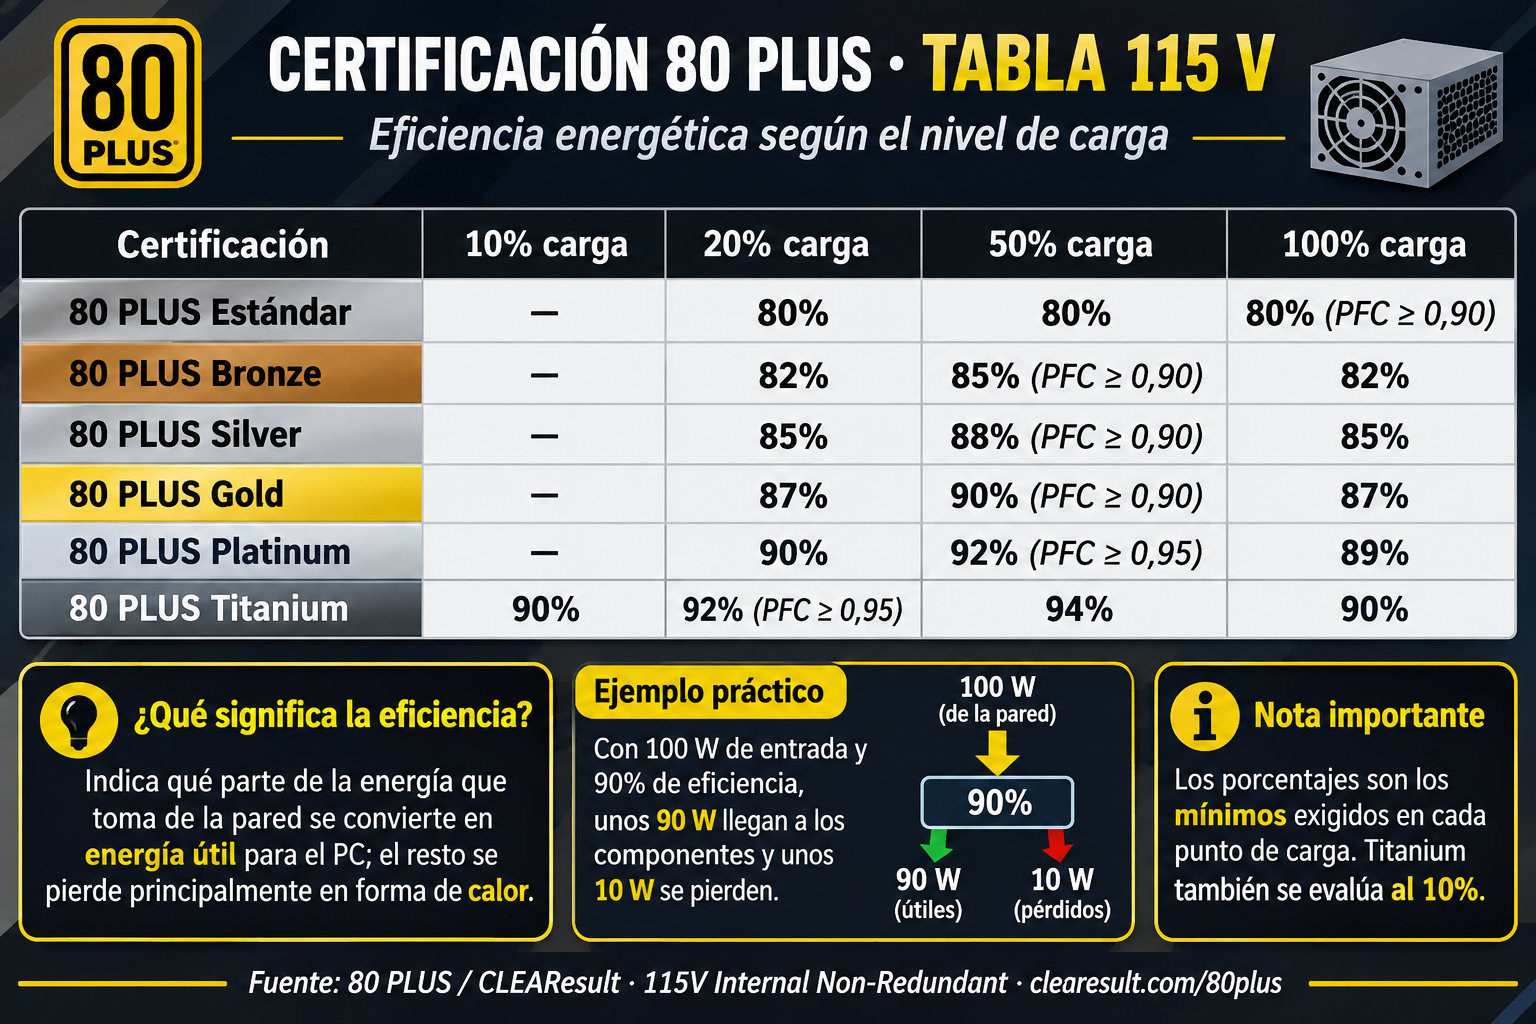 80
PLUS
CERTIFICACIÓN 80 PLUS · TABLA 115 V
Eficiencia energética según el nivel de carga
Certificación 10% carga 20% carga 50% carga 100% carga
80 PLUS Estándar — 80% 80% 80% (PFC ≥ 0,90)
80 PLUS Bronze — 82% 85% (PFC ≥ 0,90) 82%
80 PLUS Silver — 85% 88% (PFC ≥ 0,90) 85%
80 PLUS Gold — 87% 90% (PFC ≥ 0,90) 87%
80 PLUS Platinum — 90% 92% (PFC ≥ 0,95) 89%
80 PLUS Titanium 90% 92% (PFC ≥ 0,95) 94% 90%
¿Qué significa la eficiencia?
Indica qué parte de la energía que
toma de la pared se convierte en
energía útil para el PC; el resto se
pierde principalmente en forma de calor.
Ejemplo práctico
Con 100 W de entrada y
90% de eficiencia,
unos 90 W llegan a los
componentes y unos
10 W se pierden.
100 W
(de la pared)
90%
90 W 10 W
(útiles) (pérdidos)
Nota importante
Los porcentajes son los
mínimos exigidos en cada
punto de carga. Titanium
también se evalúa al 10%.
Fuente: 80 PLUS / CLEAResult · 115V Internal Non-Redundant · clearesult.com/80plus